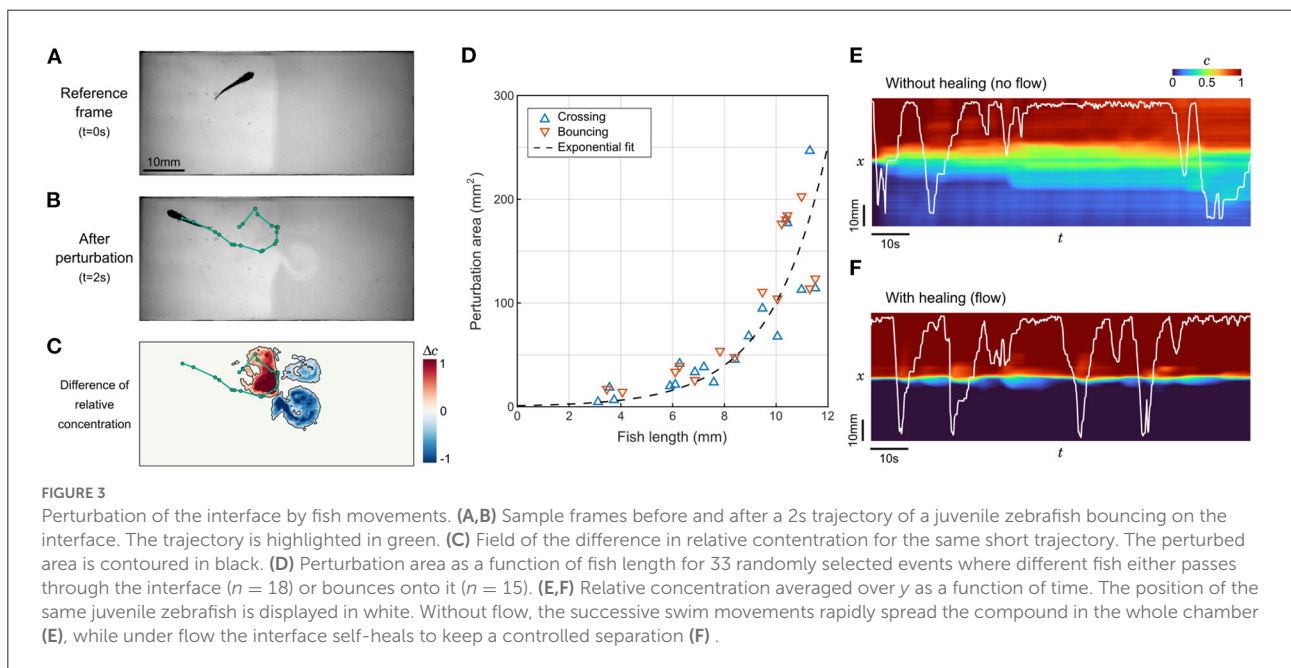 A
Reference
frame
(t=0s)
10mm
B
After
perturbation
(t=2s)
C
Difference of
relative
concentration
Δc
1
0
-1
D
Perturbation area (mm²)
300
250
200
150
100
50
0
Crossing
Bouncing
Exponential fit
0 2 4 6 8 10 12
Fish length (mm)
E
Without healing (no flow)
c
0 1
x
10mm
10s
t
F
With healing (flow)
x
10mm
10s
t
FIGURE 3
Perturbation of the interface by fish movements. (A,B) Sample frames before and after a 2s trajectory of a juvenile zebrafish bouncing on the
interface. The trajectory is highlighted in green. (C) Field of the difference in relative contentration for the same short trajectory. The perturbed
area is contoured in black. (D) Perturbation area as a function of fish length for 33 randomly selected events where different fish either passes
through the interface (n = 18) or bounces onto it (n = 15). (E,F) Relative concentration averaged over y as a function of time. The position of the
same juvenile zebrafish is displayed in white. Without flow, the successive swim movements rapidly spread the compound in the whole chamber
(E), while under flow the interface self-heals to keep a controlled separation (F) .